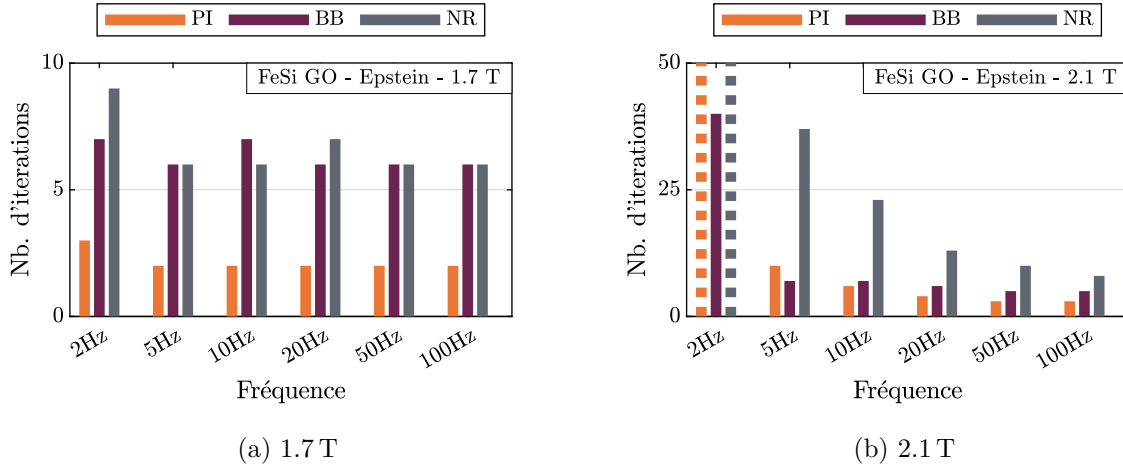 PI BB NR
FeSi GO - Epstein - 1.7 T
Nb. d'iterations
10
5
0
2Hz 5Hz 10Hz 20Hz 50Hz 100Hz
Fréquence
(a) 1.7 T
PI BB NR
FeSi GO - Epstein - 2.1 T
Nb. d'iterations
50
25
0
2Hz 5Hz 10Hz 20Hz 50Hz 100Hz
Fréquence
(b) 2.1 T